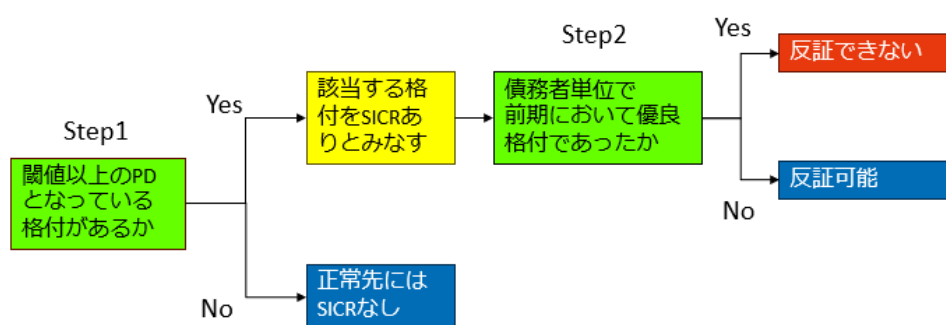 Step1
閾値以上のPD
となっている
格付があるか
Yes
No
該当する格
付をSICRあ
りとみなす
正常先には
SICRなし
Step2
債務者単位で
前期において優良
格付であったか
Yes
反証できない
No
反証可能